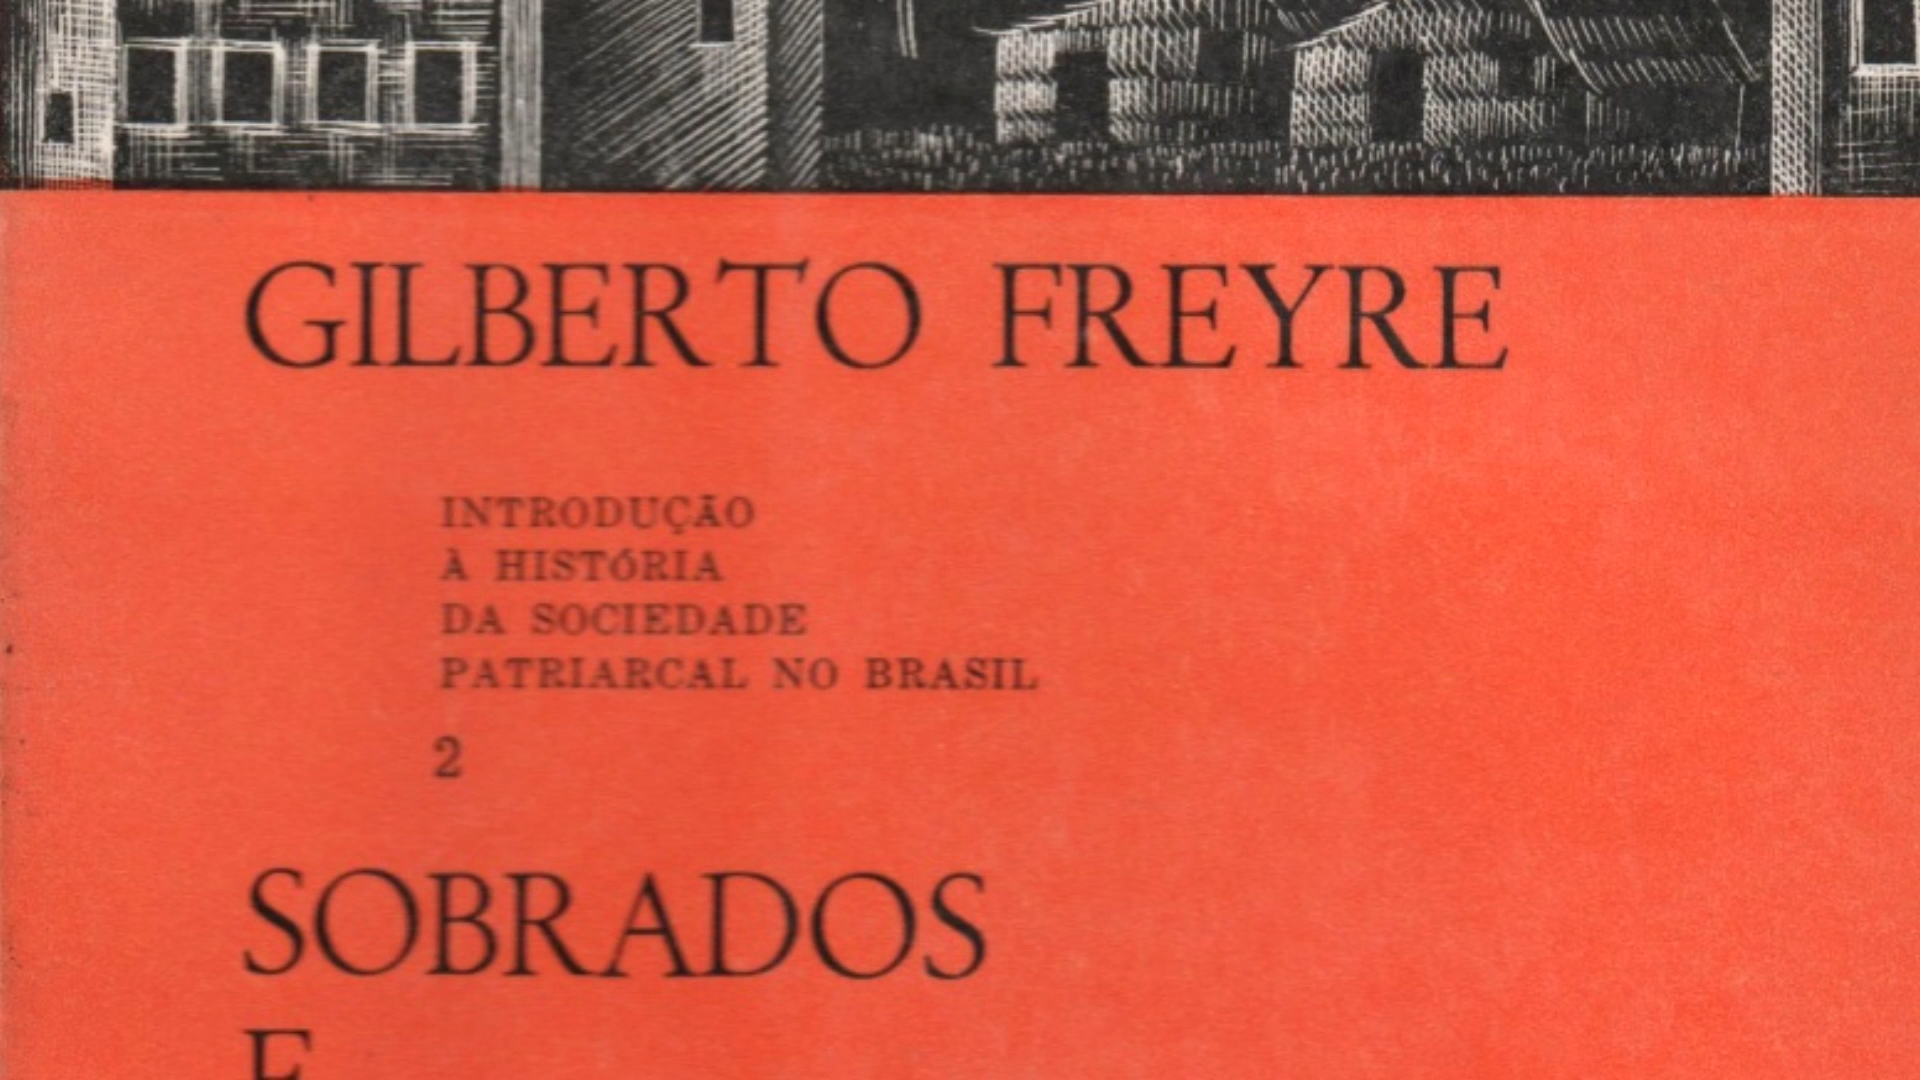 GILBERTO FREYRE
INTRODUÇÃO
À HISTÓRIA
DA SOCIEDADE
PATRIARCAL NO BRASIL
2
SOBRADOS
E